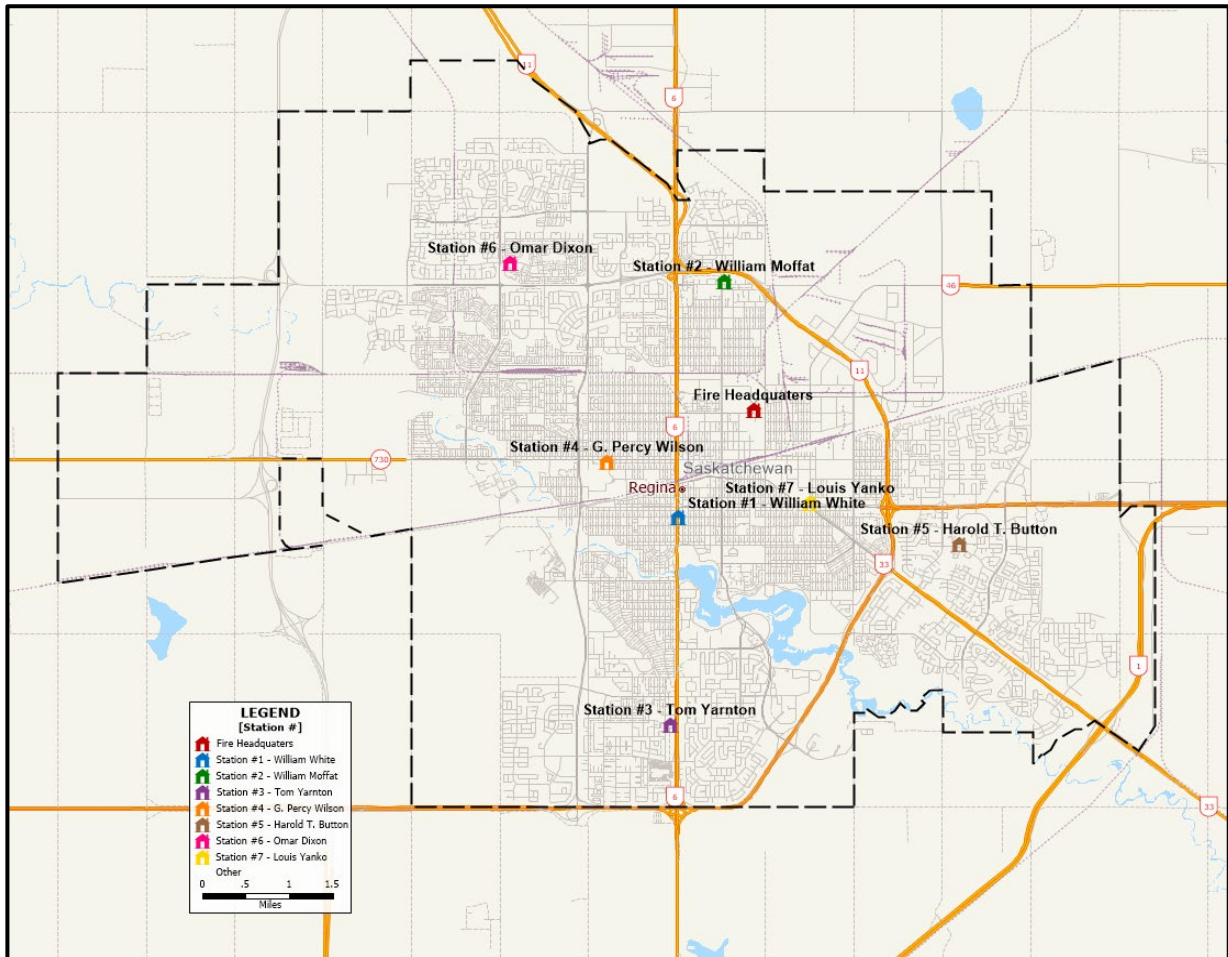 11
6
Station #6 - Omar Dixon
Station #2 - William Moffat
46
11
Fire Headquaters
6
Station #4 - G. Percy Wilson
730
Saskatchewan
Regina
Station #7 - Louis Yanko
Station #1 - William White
Station #5 - Harold T. Button
33
1
Station #3 - Tom Yarnton
6
33
LEGEND
[Station #]
Fire Headquaters
Station #1 - William White
Station #2 - William Moffat
Station #3 - Tom Yarnton
Station #4 - G. Percy Wilson
Station #5 - Harold T. Button
Station #6 - Omar Dixon
Station #7 - Louis Yanko
Other
0 .5 1 1.5
Miles